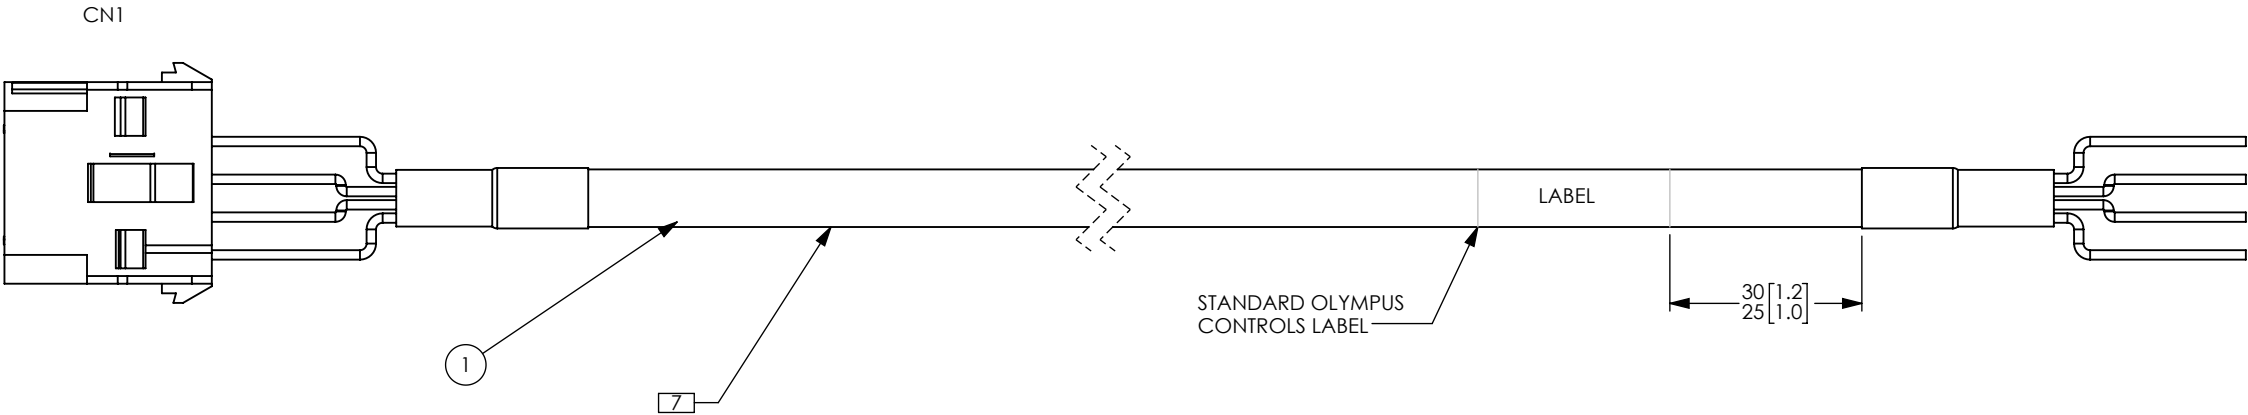 CN1
LABEL
STANDARD OLYMPUS
CONTROLS LABEL
30[1.2]
25[1.0]
1
7